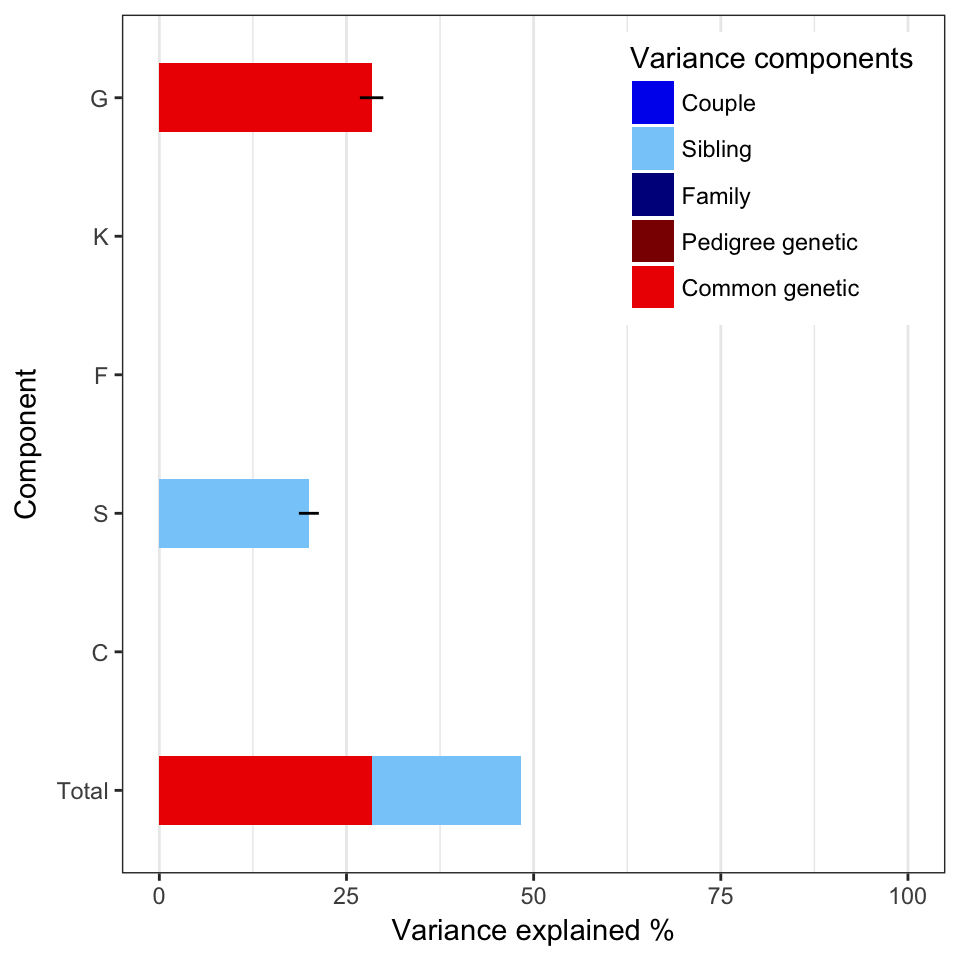 Variance components
Couple
Sibling
Family
Pedigree genetic
Common genetic
G
K
F
S
C
Total
Component
0 25 50 75 100
Variance explained %